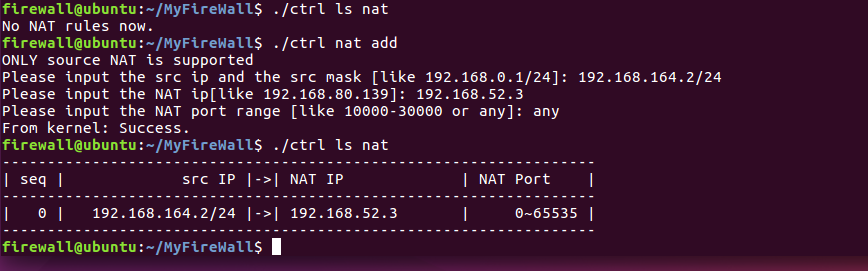 firewall@ubuntu:~/MyFireWall$ ./ctrl ls nat
No NAT rules now.
firewall@ubuntu:~/MyFireWall$ ./ctrl nat add
ONLY source NAT is supported
Please input the src ip and the src mask [like 192.168.0.1/24]: 192.168.164.2/24
Please input the NAT ip[like 192.168.80.139]: 192.168.52.3
Please input the NAT port range [like 10000-30000 or any]: any
From kernel: Success.
firewall@ubuntu:~/MyFireWall$ ./ctrl ls nat
------------------------------------------------------------------
| seq |             src IP |->| NAT IP             | NAT Port    |
------------------------------------------------------------------
|   0 |   192.168.164.2/24 |->| 192.168.52.3       |     0~65535 |
------------------------------------------------------------------
firewall@ubuntu:~/MyFireWall$